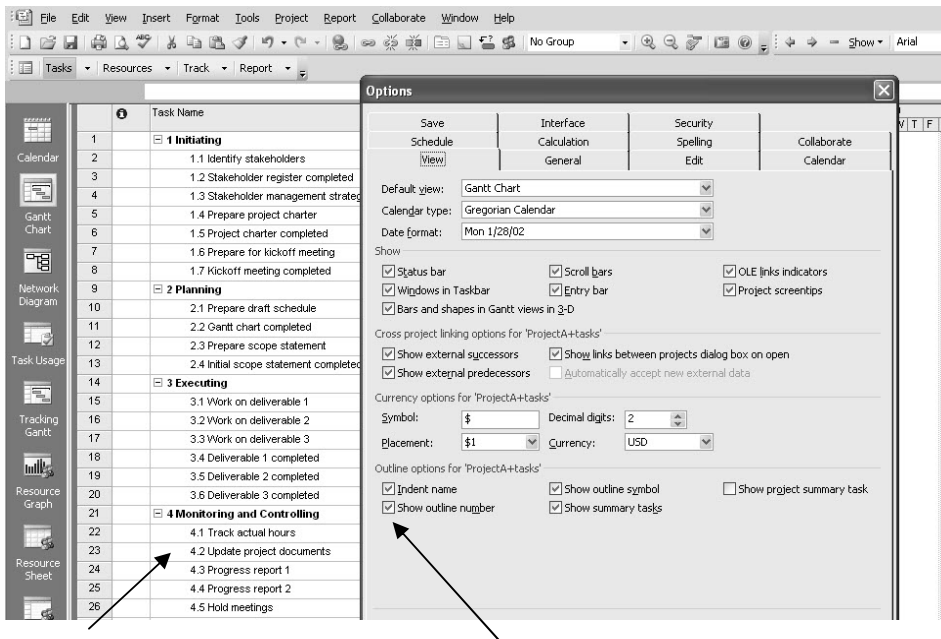 File Edit View Insert Format Tools Project Report Collaborate Window Help
No Group Show Arial
Tasks Resources Track Report
Options
Save Interface Security
Schedule Calculation Spelling Collaborate
View General Edit Calendar
Default view: Gantt Chart
Calendar type: Gregorian Calendar
Date format: Mon 1/28/02
Show
Status bar Scroll bars OLE links indicators
Windows in Taskbar Entry bar Project screentips
Bars and shapes in Gantt views in 3-D
Cross project linking options for 'ProjectA+tasks'
Show external successors Show links between projects dialog box on open
Show external predecessors Automatically accept new external data
Currency options for 'ProjectA+tasks'
Symbol: $ Decimal digits: 2
Placement: $1 Currency: USD
Outline options for 'ProjectA+tasks'
Indent name Show outline symbol Show project summary task
Show outline number Show summary tasks
Task Name
W T F
1 1 Initiating
2 1.1 Identify stakeholders
3 1.2 Stakeholder register completed
4 1.3 Stakeholder management strateg
5 1.4 Prepare project charter
6 1.5 Project charter completed
7 1.6 Prepare for kickoff meeting
8 1.7 Kickoff meeting completed
9 2 Planning
10 2.1 Prepare draft schedule
11 2.2 Gantt chart completed
12 2.3 Prepare scope statement
13 2.4 Initial scope statement completed
14 3 Executing
15 3.1 Work on deliverable 1
16 3.2 Work on deliverable 2
17 3.3 Work on deliverable 3
18 3.4 Deliverable 1 completed
19 3.5 Deliverable 2 completed
20 3.6 Deliverable 3 completed
21 4 Monitoring and Controlling
22 4.1 Track actual hours
23 4.2 Update project documents
24 4.3 Progress report 1
25 4.4 Progress report 2
26 4.5 Hold meetings
Calendar
Gantt
Chart
Network
Diagram
Task Usage
Tracking
Gantt
Resource
Graph
Resource
Sheet